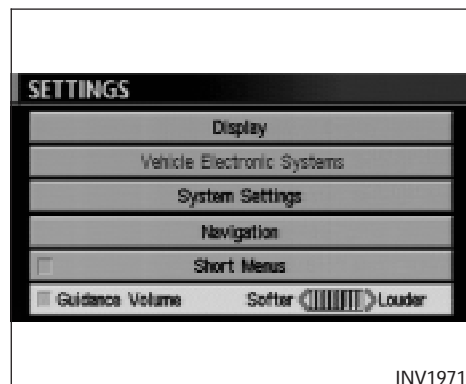 SETTINGS
Display
Vehicle Electronic Systems
System Settings
Navigation
Short Menus
Guidance Volume Softer Louder
INV1971